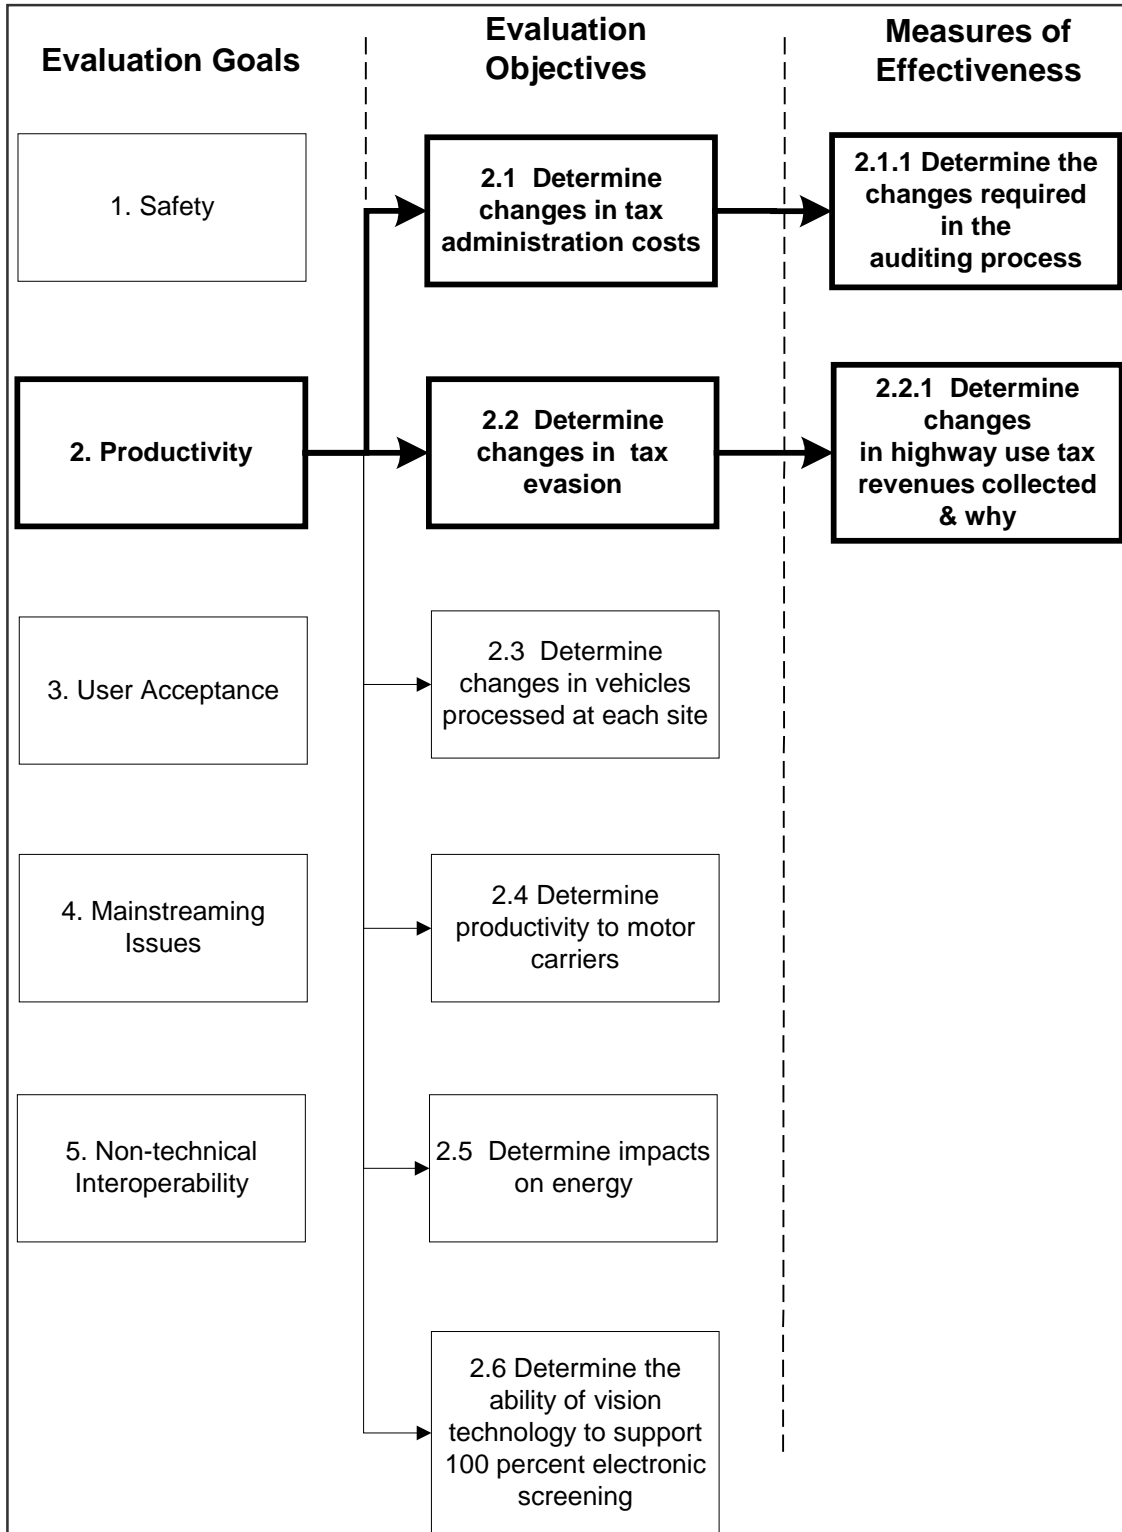 Evaluation Goals
Evaluation
Objectives
Measures of
Effectiveness
1. Safety
2.1 Determine
changes in tax
administration costs
2.1.1 Determine the
changes required
in the
auditing process
2. Productivity
2.2 Determine
changes in tax
evasion
2.2.1 Determine
changes
in highway use tax
revenues collected
& why
3. User Acceptance
2.3 Determine
changes in vehicles
processed at each site
4. Mainstreaming
Issues
2.4 Determine
productivity to motor
carriers
5. Non-technical
Interoperability
2.5 Determine impacts
on energy
2.6 Determine the
ability of vision
technology to support
100 percent electronic
screening